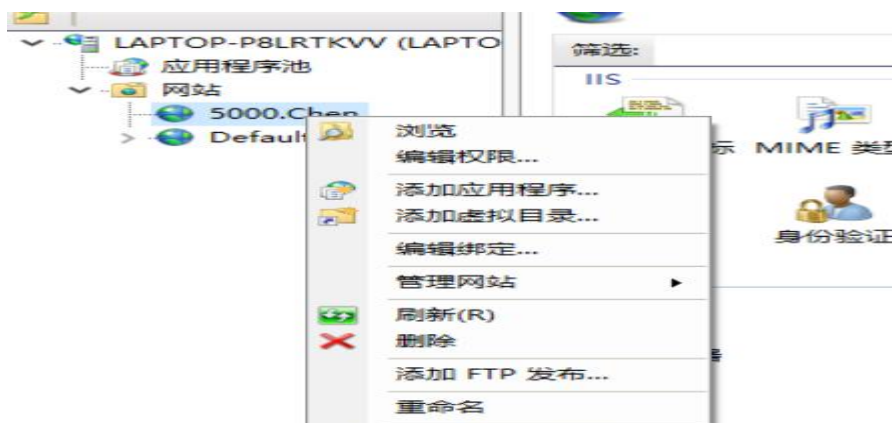 LAPTOP-P8LRTKVV (LAPTO
应用程序池
网站
5000.Chen
Default
筛选:
IIS
标
MIME 类型
身份验证
浏览
编辑权限...
添加应用程序...
添加虚拟目录...
编辑绑定...
管理网站
刷新(R)
删除
添加 FTP 发布...
重命名